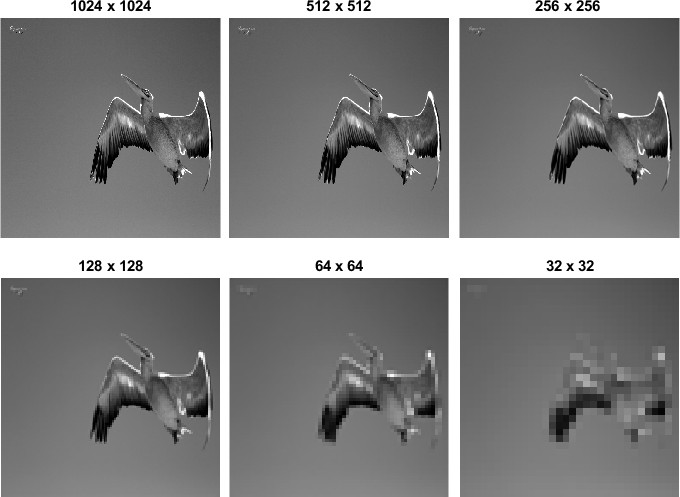 1024 x 1024
512 x 512
256 x 256
128 x 128
64 x 64
32 x 32